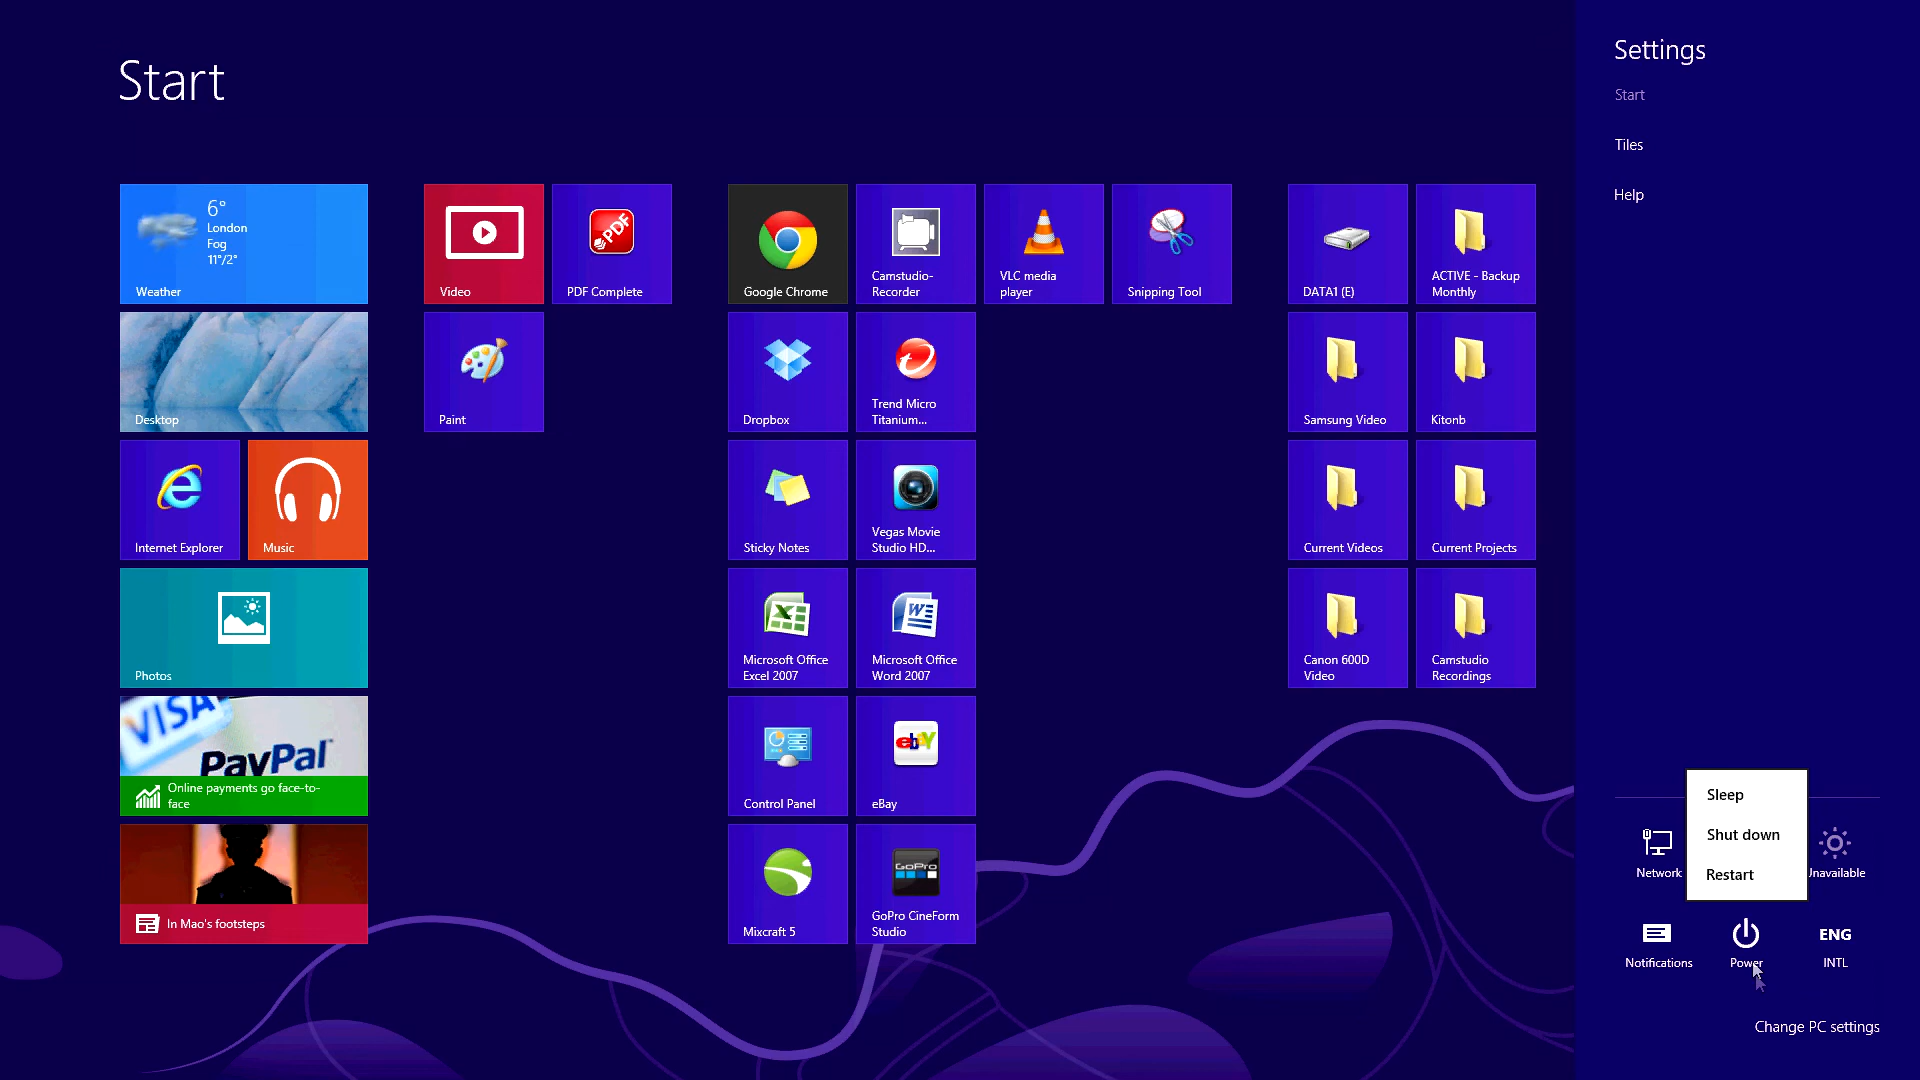 Start
6°
London
Fog
11°/2°
Weather
Desktop
Internet Explorer
Music
Photos
VISA
PayPal
Online payments go face-to-
face
In Mao's footsteps
Video
PDF
PDF Complete
Paint
Google Chrome
Camstudio-
Recorder
VLC media
player
Snipping Tool
Dropbox
Trend Micro
Titanium...
Sticky Notes
Vegas Movie
Studio HD...
Microsoft Office
Excel 2007
W
Microsoft Office
Word 2007
Control Panel
ebY
eBay
Mixcraft 5
GoPro
GoPro CineForm
Studio
DATA1 (E)
ACTIVE - Backup
Monthly
Samsung Video
Kitonb
Current Videos
Current Projects
Canon 600D
Video
Camstudio
Recordings
Settings
Start
Tiles
Help
Sleep
Shut down
Restart
Network
Unavailable
Notifications
Power
ENG
INTL
Change PC settings